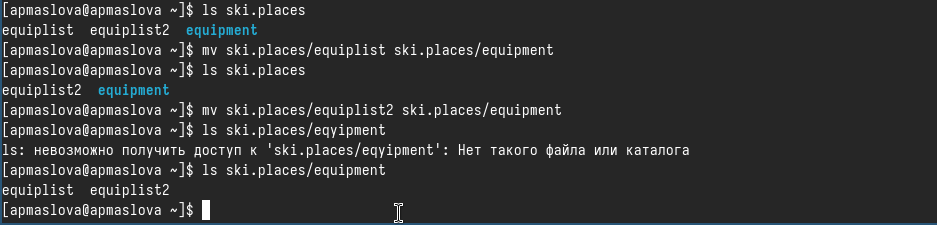 [apmaslova@apmaslova ~]$ ls ski.places
equiplist  equiplist2  equipment
[apmaslova@apmaslova ~]$ mv ski.places/equiplist ski.places/equipment
[apmaslova@apmaslova ~]$ ls ski.places
equiplist2  equipment
[apmaslova@apmaslova ~]$ mv ski.places/equiplist2 ski.places/equipment
[apmaslova@apmaslova ~]$ ls ski.places/eqyipment
ls: невозможно получить доступ к 'ski.places/eqyipment': Нет такого файла или каталога
[apmaslova@apmaslova ~]$ ls ski.places/equipment
equiplist  equiplist2
[apmaslova@apmaslova ~]$